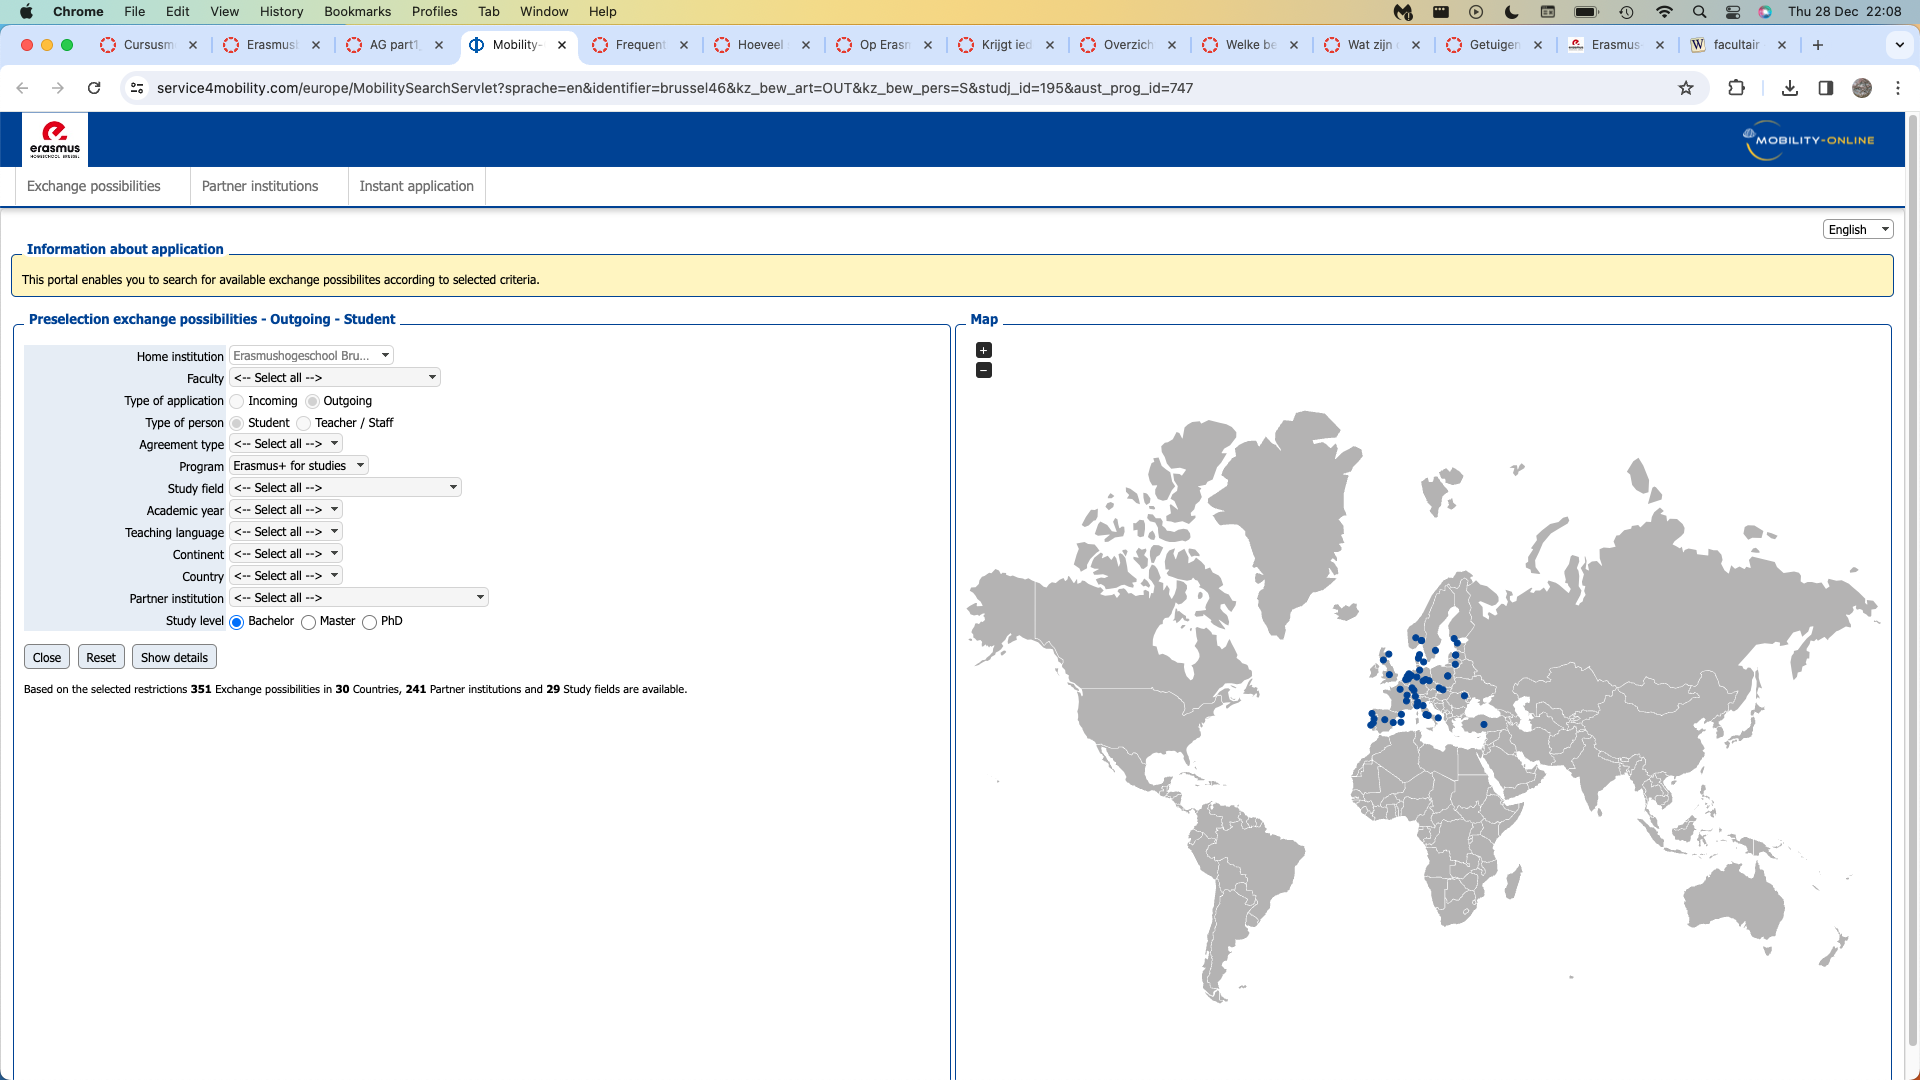 Chrome File Edit View History Bookmarks Profiles Tab Window Help Thu 28 Dec 22:08
Cursusm Erasmus AG part1 Mobility- Frequent Hoeveel Op Erasm Krijgt ied Overzich Welke be Wat zijn Getuigen Erasmus facultair
service4mobility.com/europe/MobilitySearchServlet?sprache=en&identifier=brussel46&kz_bew_art=OUT&kz_bew_pers=S&studj_id=195&aust_prog_id=747
erasmus
HOGESCHOOL BRUSSEL
MOBILITY-ONLINE
Exchange possibilities Partner institutions Instant application
English
Information about application
This portal enables you to search for available exchange possibilites according to selected criteria.
Preselection exchange possibilities - Outgoing - Student
Map
+
−
Home institution Erasmushogeschool Bru...
Faculty <-- Select all -->
Type of application Incoming Outgoing
Type of person Student Teacher / Staff
Agreement type <-- Select all -->
Program Erasmus+ for studies
Study field <-- Select all -->
Academic year <-- Select all -->
Teaching language <-- Select all -->
Continent <-- Select all -->
Country <-- Select all -->
Partner institution <-- Select all -->
Study level Bachelor Master PhD
Close Reset Show details
Based on the selected restrictions 351 Exchange possibilities in 30 Countries, 241 Partner institutions and 29 Study fields are available.